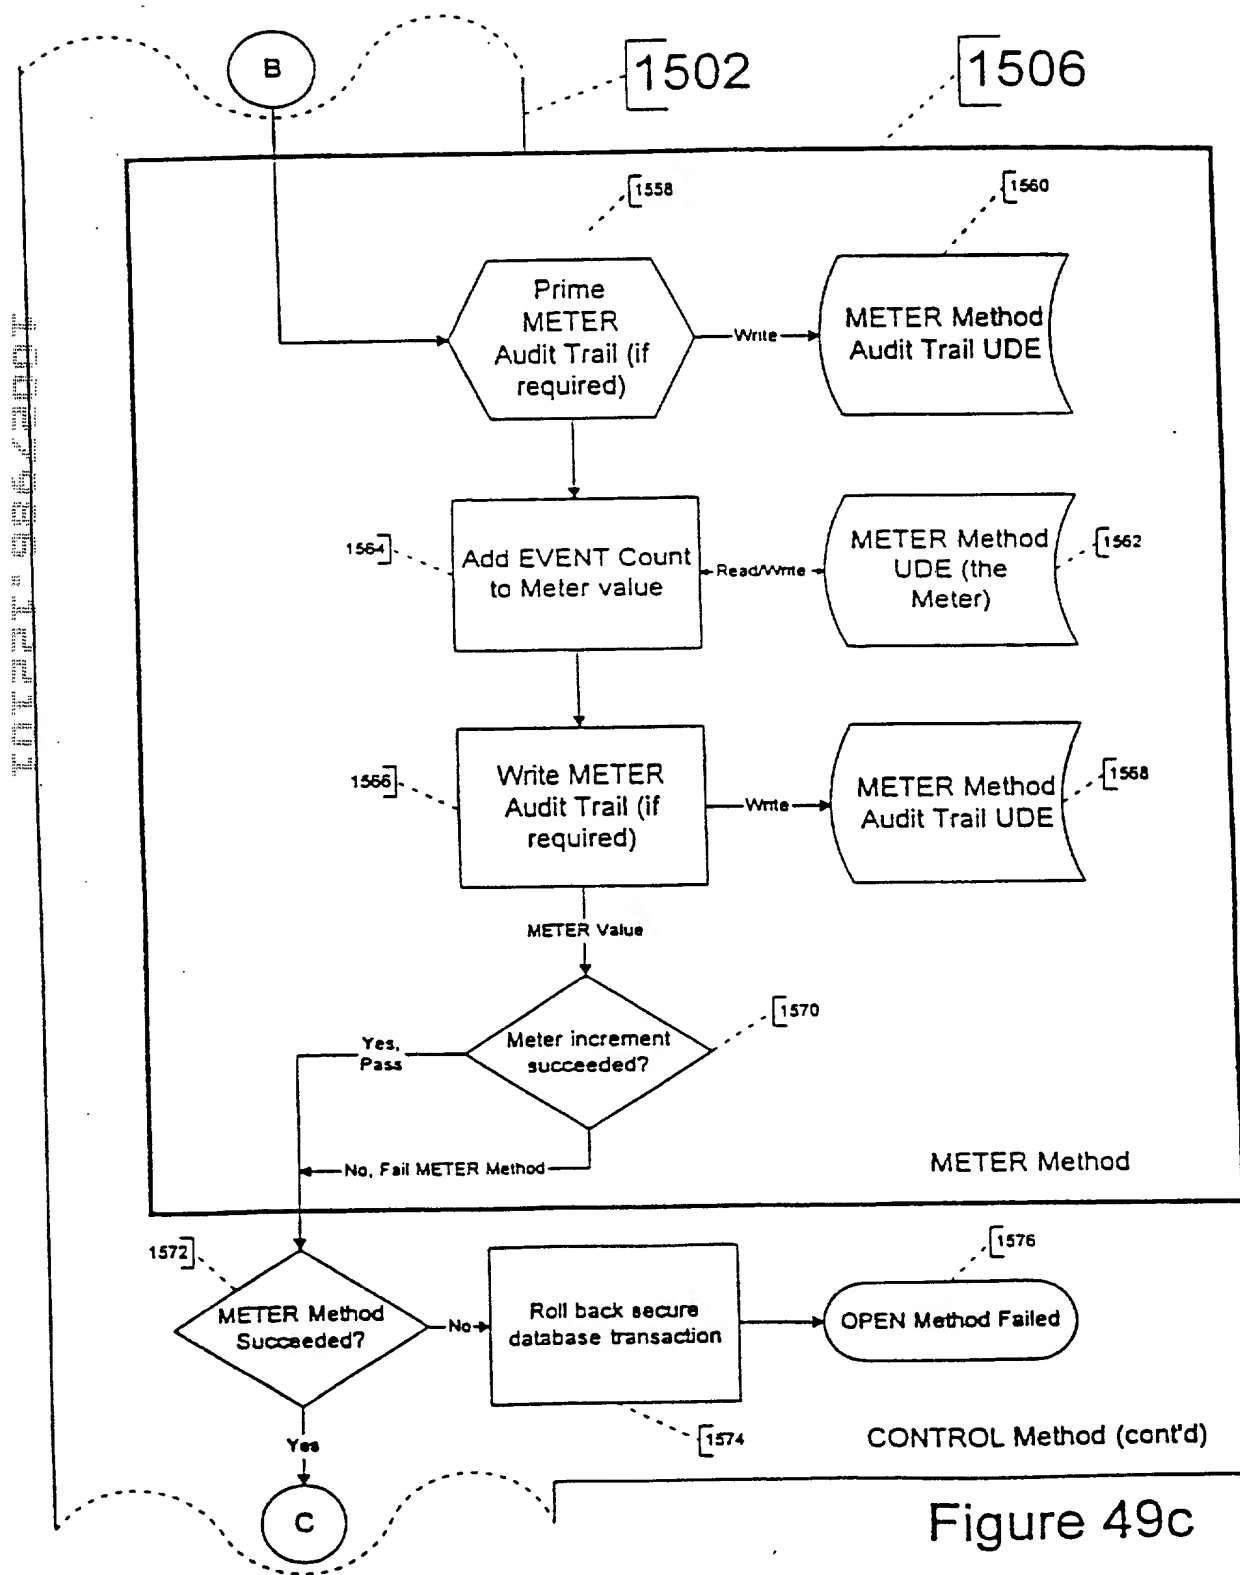 B
1502
1506
1558
1560
Prime
METER
Audit Trail (if
required)
Write
METER Method
Audit Trail UDE
1564
Add EVENT Count
to Meter value
Read/Write
METER Method
UDE (the
Meter)
1562
1566
Write METER
Audit Trail (if
required)
Write
METER Method
Audit Trail UDE
1568
METER Value
Meter increment
succeeded?
1570
Yes,
Pass
No, Fail METER Method
METER Method
1572
METER Method
Succeeded?
No
Roll back secure
database transaction
1574
OPEN Method Failed
1576
Yes
CONTROL Method (cont'd)
C
Figure 49c